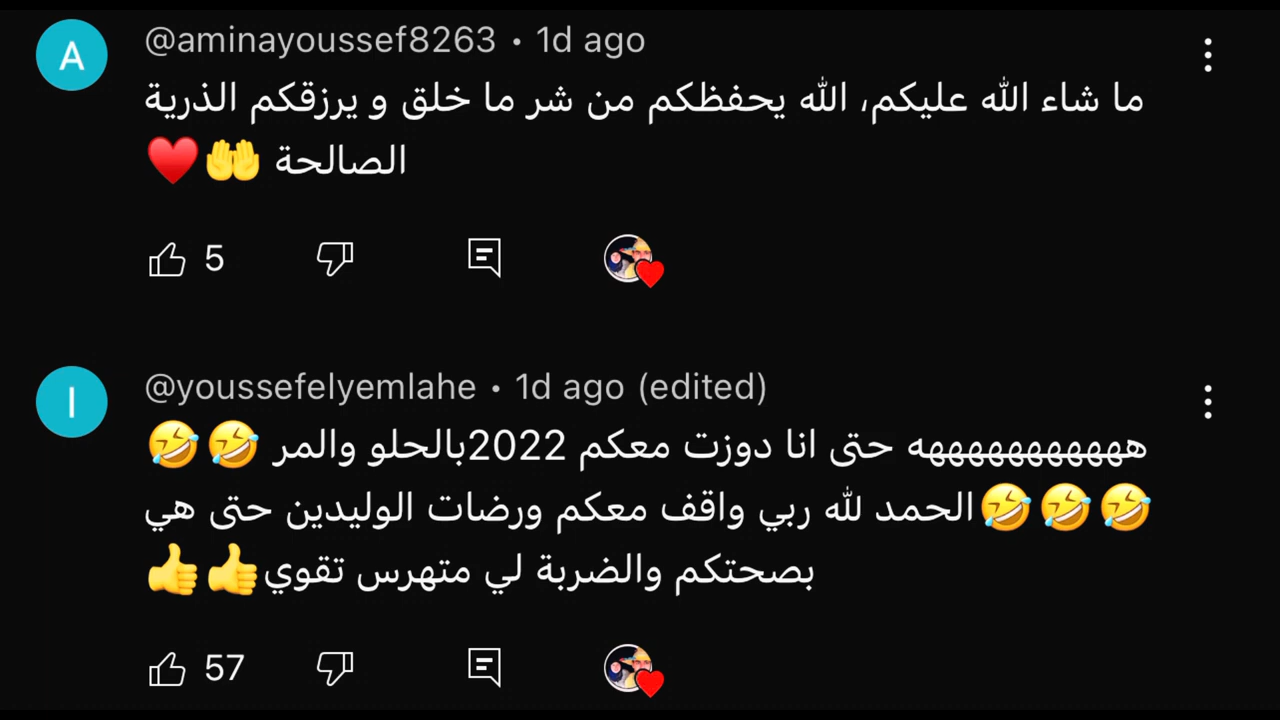 A
@aminayoussef8263 • 1d ago
ما شاء الله عليكم، الله يحفظكم من شر ما خلق و يرزقكم الذرية
الصالحة 🤲♥️
5
I
@youssefelyemlahe • 1d ago (edited)
هههههههههههه حتى انا دوزت معكم 2022بالحلو والمر 🤣🤣
🤣🤣🤣الحمد لله ربي واقف معكم ورضات الوليدين حتى هي
بصحتكم والضربة لي متهرس تقوي👍👍
57